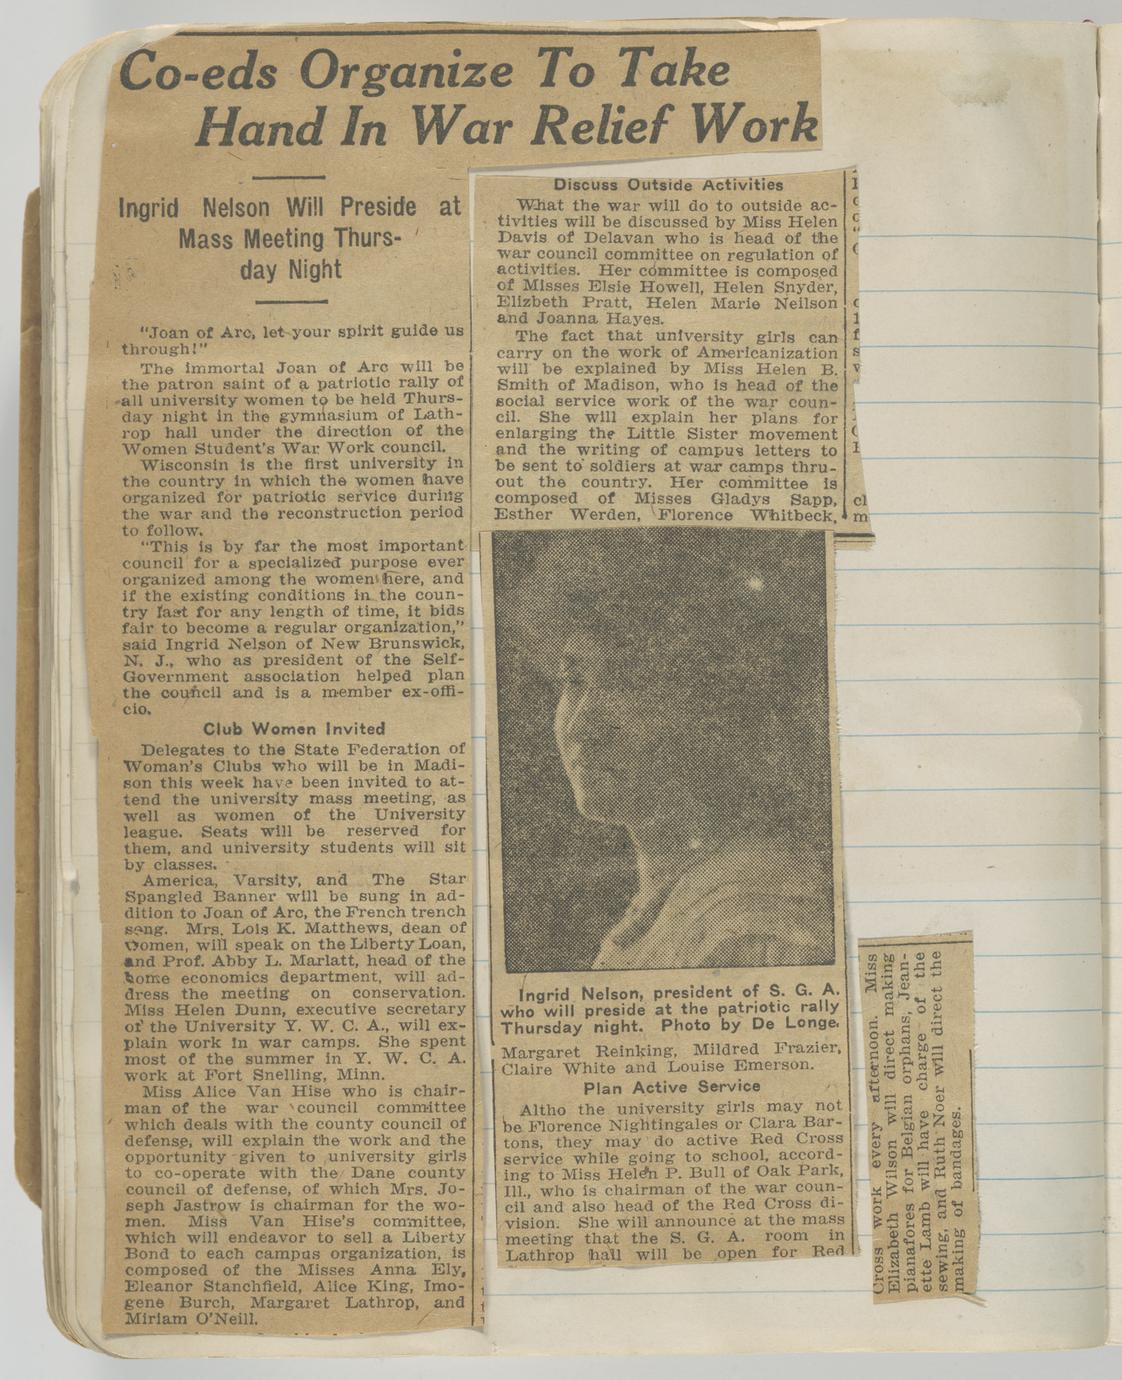 Co-eds Organize To Take
Hand In War Relief Work
Ingrid Nelson Will Preside at
Mass Meeting Thurs-
day Night
"Joan of Arc, let your spirit guide us
through!"
The immortal Joan of Arc will be
the patron saint of a patriotic rally of
all university women to be held Thurs-
day night in the gymnasium of Lath-
rop hall under the direction of the
Women Student's War Work council.
Wisconsin is the first university in
the country in which the women have
organized for patriotic service during
the war and the reconstruction period
to follow.
"This is by far the most important
council for a specialized purpose ever
organized among the women here, and
if the existing conditions in the coun-
try last for any length of time, it bids
fair to become a regular organization,"
said Ingrid Nelson of New Brunswick,
N. J., who as president of the Self-
Government association helped plan
the council and is a member ex-offi-
cio.
Club Women Invited
Delegates to the State Federation of
Woman's Clubs who will be in Madi-
son this week have been invited to at-
tend the university mass meeting, as
well as women of the University
league. Seats will be reserved for
them, and university students will sit
by classes.
America, Varsity, and The Star
Spangled Banner will be sung in ad-
dition to Joan of Arc, the French trench
song. Mrs. Lois K. Matthews, dean of
women, will speak on the Liberty Loan,
and Prof. Abby L. Marlatt, head of the
home economics department, will ad-
dress the meeting on conservation.
Miss Helen Dunn, executive secretary
of the University Y. W. C. A., will ex-
plain work in war camps. She spent
most of the summer in Y. W. C. A.
work at Fort Snelling, Minn.
Miss Alice Van Hise who is chair-
man of the war council committee
which deals with the county council of
defense, will explain the work and the
opportunity given to university girls
to co-operate with the Dane county
council of defense, of which Mrs. Jo-
seph Jastrow is chairman for the wo-
men. Miss Van Hise's committee,
which will endeavor to sell a Liberty
Bond to each campus organization, is
composed of the Misses Anna Ely,
Eleanor Stanchfield, Alice King, Imo-
gene Burch, Margaret Lathrop, and
Miriam O'Neill.
Discuss Outside Activities
What the war will do to outside ac-
tivities will be discussed by Miss Helen
Davis of Delavan who is head of the
war council committee on regulation of
activities. Her committee is composed
of Misses Elsie Howell, Helen Snyder,
Elizbeth Pratt, Helen Marie Neilson
and Joanna Hayes.
The fact that university girls can
carry on the work of Americanization
will be explained by Miss Helen B.
Smith of Madison, who is head of the
social service work of the war coun-
cil. She will explain her plans for
enlarging the Little Sister movement
and the writing of campus letters to
be sent to soldiers at war camps thru-
out the country. Her committee is
composed of Misses Gladys Sapp,
Esther Werden, Florence Whitbeck,
Ingrid Nelson, president of S. G. A.
who will preside at the patriotic rally
Thursday night. Photo by De Longe.
Margaret Reinking, Mildred Frazier,
Claire White and Louise Emerson.
Plan Active Service
Altho the university girls may not
be Florence Nightingales or Clara Bar-
tons, they may do active Red Cross
service while going to school, accord-
ing to Miss Helen P. Bull of Oak Park,
Ill., who is chairman of the war coun-
cil and also head of the Red Cross di-
vision. She will announce at the mass
meeting that the S. G. A. room in
Lathrop hall will be open for Red
Cross work every afternoon. Miss
Elizabeth Wilson will direct making
pianafores for Belgian orphans, Jean-
ette Lamb will have charge of the
sewing, and Ruth Noer will direct the
making of bandages.